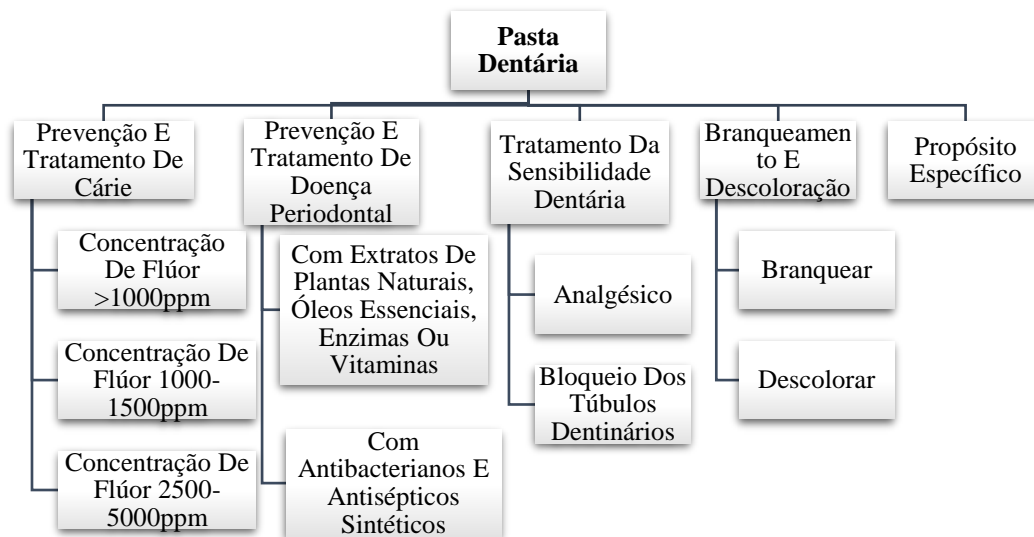 Pasta
Dentária
Prevenção E
Tratamento De
Cárie
Concentração
De Flúor
>1000ppm
Concentração De
Flúor 1000-
1500ppm
Concentração De
Flúor 2500-
5000ppm
Prevenção E
Tratamento De
Doença
Periodontal
Com Extratos De
Plantas Naturais,
Óleos Essenciais,
Enzimas Ou
Vitaminas
Com
Antibacterianos E
Antisépticos
Sintéticos
Tratamento Da
Sensibilidade
Dentária
Analgésico
Bloqueio Dos
Túbulos
Dentinários
Branqueamen
to E
Descoloração
Branquear
Descolorar
Propósito
Específico